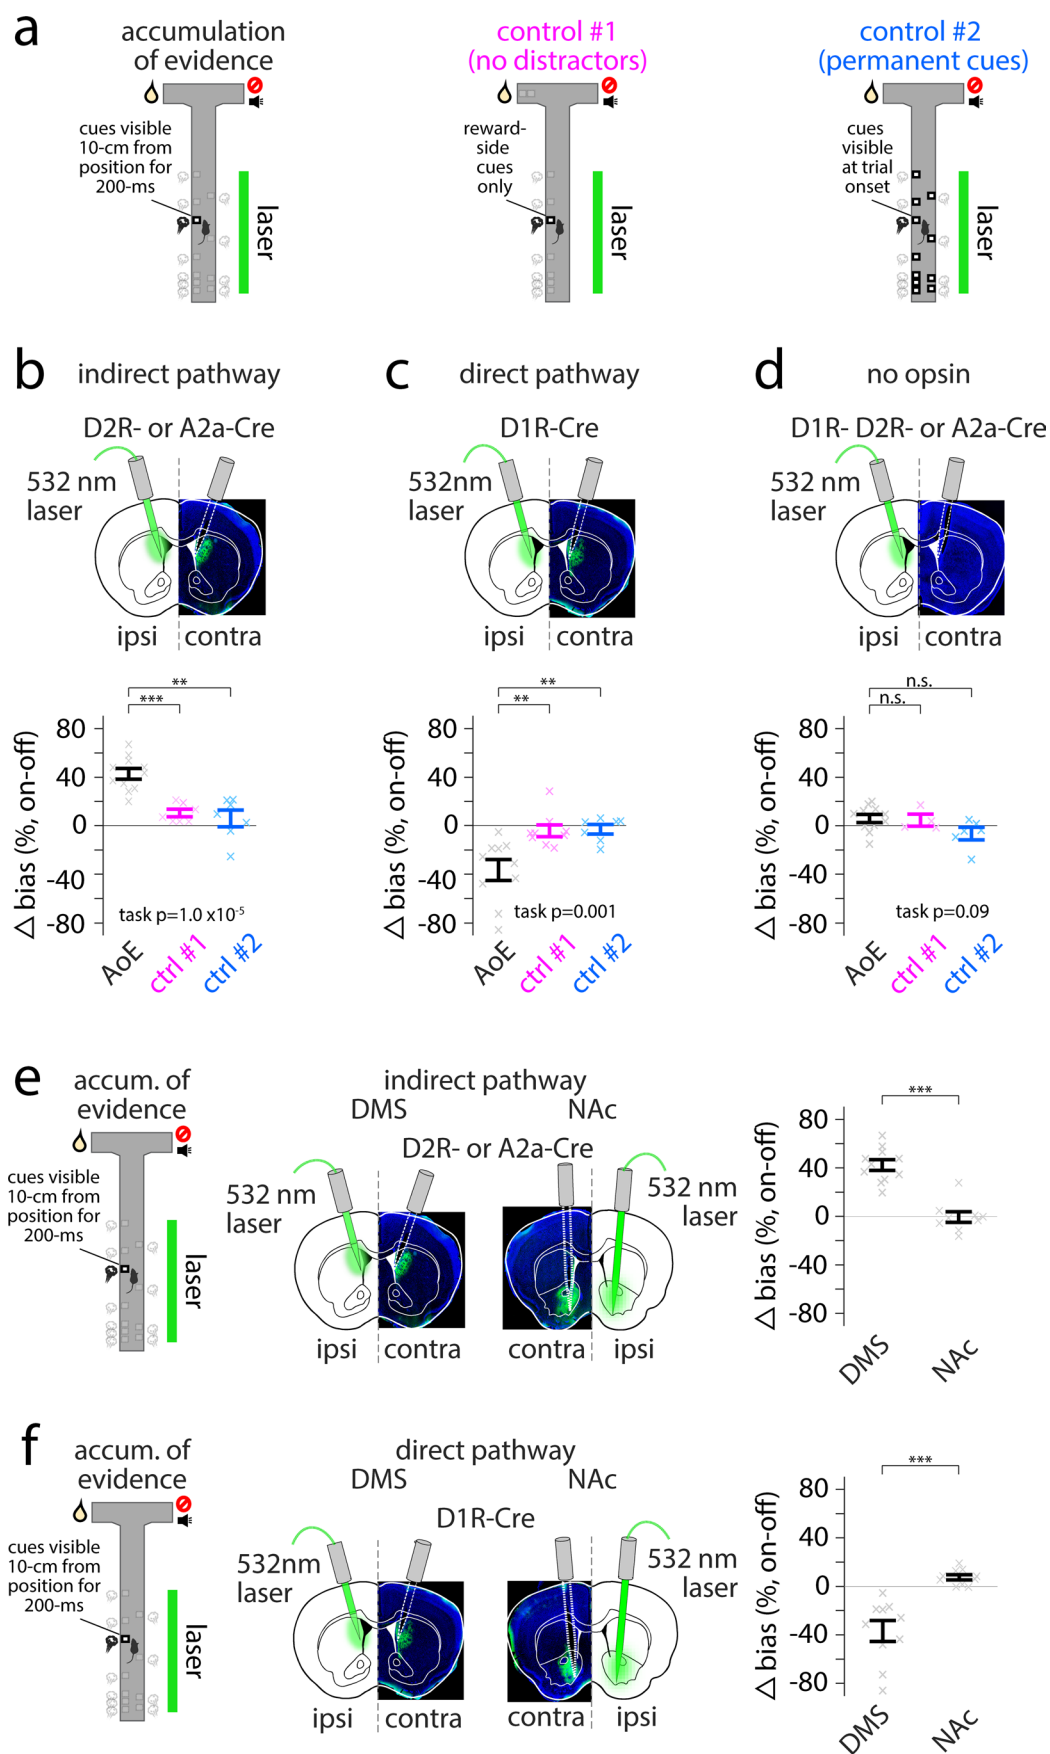 a
accumulation
of evidence
cues visible
10-cm from
position for
200-ms
laser
control #1
(no distractors)
reward-
side
cues
only
laser
control #2
(permanent cues)
cues
visible
at trial
onset
laser
b
indirect pathway
D2R- or A2a-Cre
532 nm
laser
ipsi
contra
**
***
Δ bias (%, on-off)
80
40
0
-40
-80
task p=1.0 x10-5
AoE
ctrl #1
ctrl #2
c
direct pathway
D1R-Cre
532nm
laser
ipsi
contra
**
**
Δ bias (%, on-off)
80
40
0
-40
-80
task p=0.001
AoE
ctrl #1
ctrl #2
d
no opsin
D1R- D2R- or A2a-Cre
532 nm
laser
ipsi
contra
n.s.
n.s.
Δ bias (%, on-off)
80
40
0
-40
-80
task p=0.09
AoE
ctrl #1
ctrl #2
e
accum. of
evidence
cues visible
10-cm from
position for
200-ms
laser
indirect pathway
DMS
NAc
D2R- or A2a-Cre
532 nm
laser
532 nm
laser
ipsi
contra
contra
ipsi
***
Δ bias (%, on-off)
80
40
0
-40
-80
DMS
NAc
f
accum. of
evidence
cues visible
10-cm from
position for
200-ms
laser
direct pathway
DMS
NAc
D1R-Cre
532nm
laser
532 nm
laser
ipsi
contra
contra
ipsi
***
Δ bias (%, on-off)
80
40
0
-40
-80
DMS
NAc